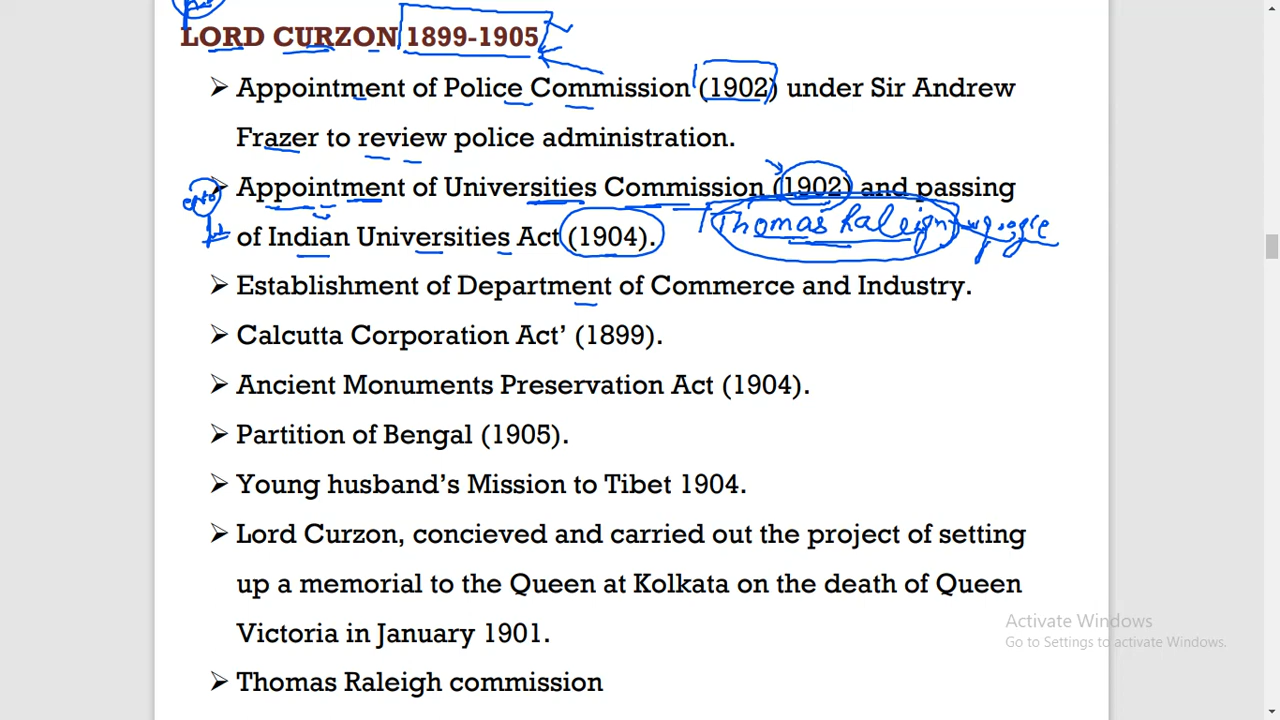 LORD CURZON 1899-1905
➢ Appointment of Police Commission (1902) under Sir Andrew
Frazer to review police administration.
➢ Appointment of Universities Commission (1902) and passing
of Indian Universities Act (1904). Thomas Raleign google
➢ Establishment of Department of Commerce and Industry.
➢ Calcutta Corporation Act’ (1899).
➢ Ancient Monuments Preservation Act (1904).
➢ Partition of Bengal (1905).
➢ Young husband’s Mission to Tibet 1904.
➢ Lord Curzon, concieved and carried out the project of setting
up a memorial to the Queen at Kolkata on the death of Queen
Victoria in January 1901.
➢ Thomas Raleigh commission
Activate Windows
Go to Settings to activate Windows.